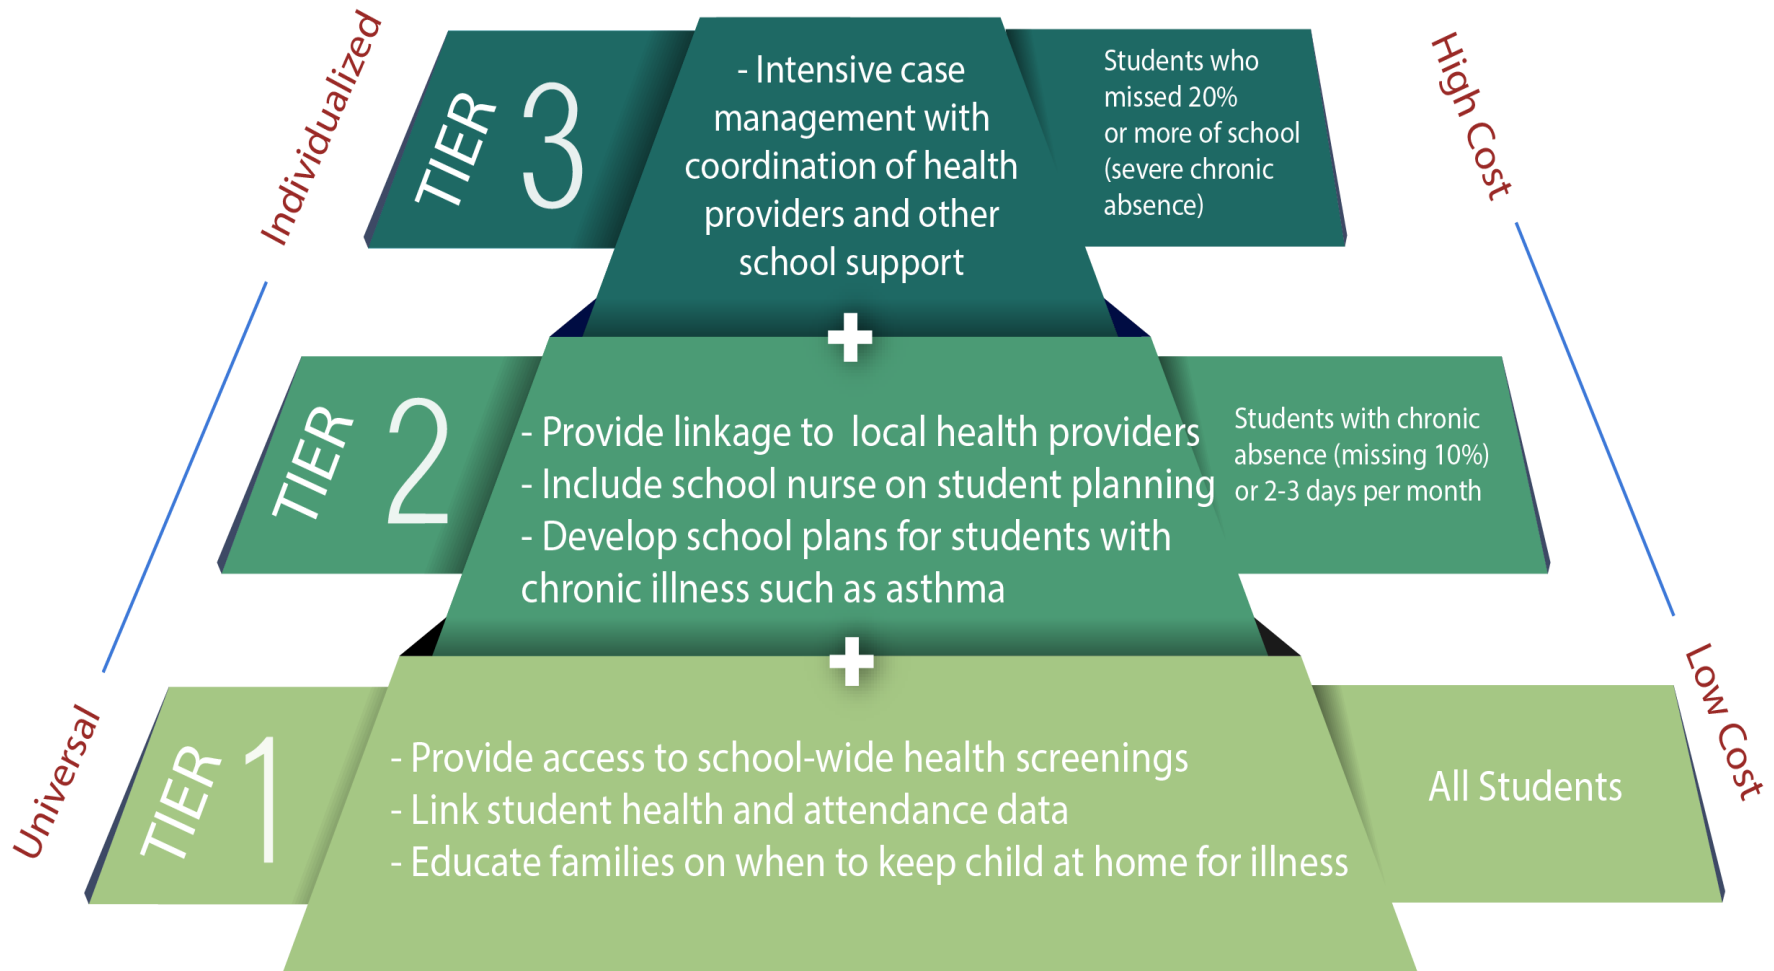 Individualized
TIER 3
- Intensive case
management with
coordination of health
providers and other
school support
Students who
missed 20%
or more of school
(severe chronic
absence)
High Cost
TIER 2
- Provide linkage to  local health providers
- Include school nurse on student planning
- Develop school plans for students with
chronic illness such as asthma
Students with chronic
absence (missing 10%)
or 2-3 days per month
Universal
TIER 1
- Provide access to school-wide health screenings
- Link student health and attendance data
- Educate families on when to keep child at home for illness
All Students
Low Cost